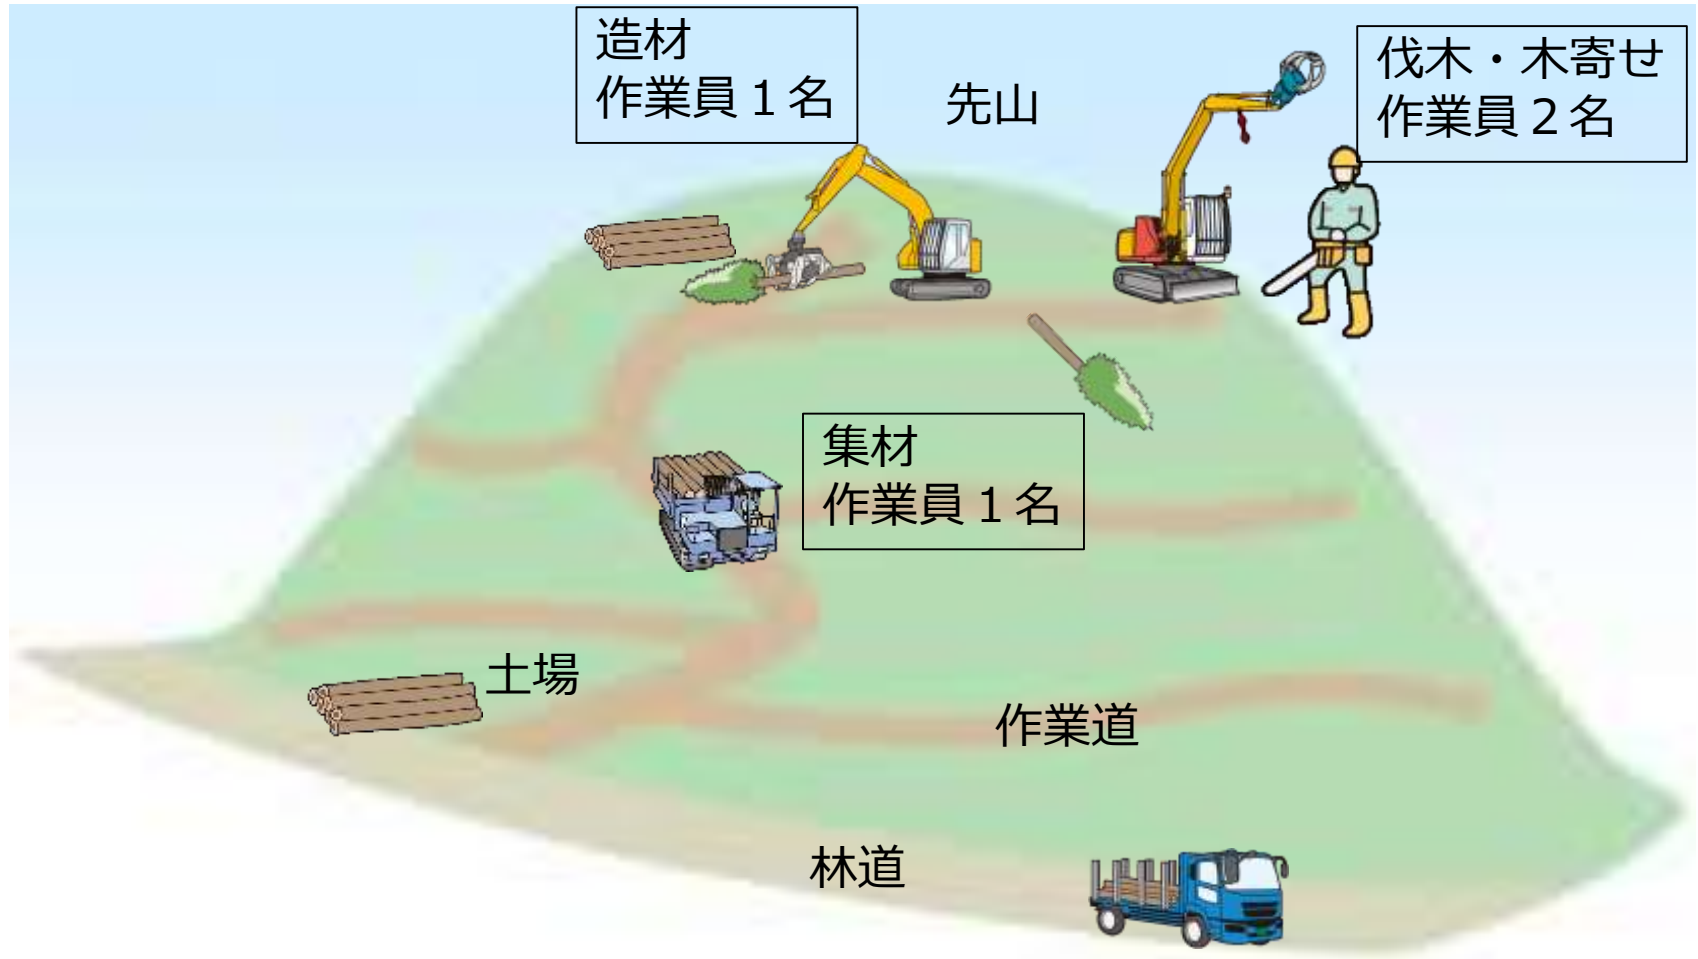 造材
作業員１名
先山
伐木・木寄せ
作業員２名
集材
作業員１名
土場
作業道
林道